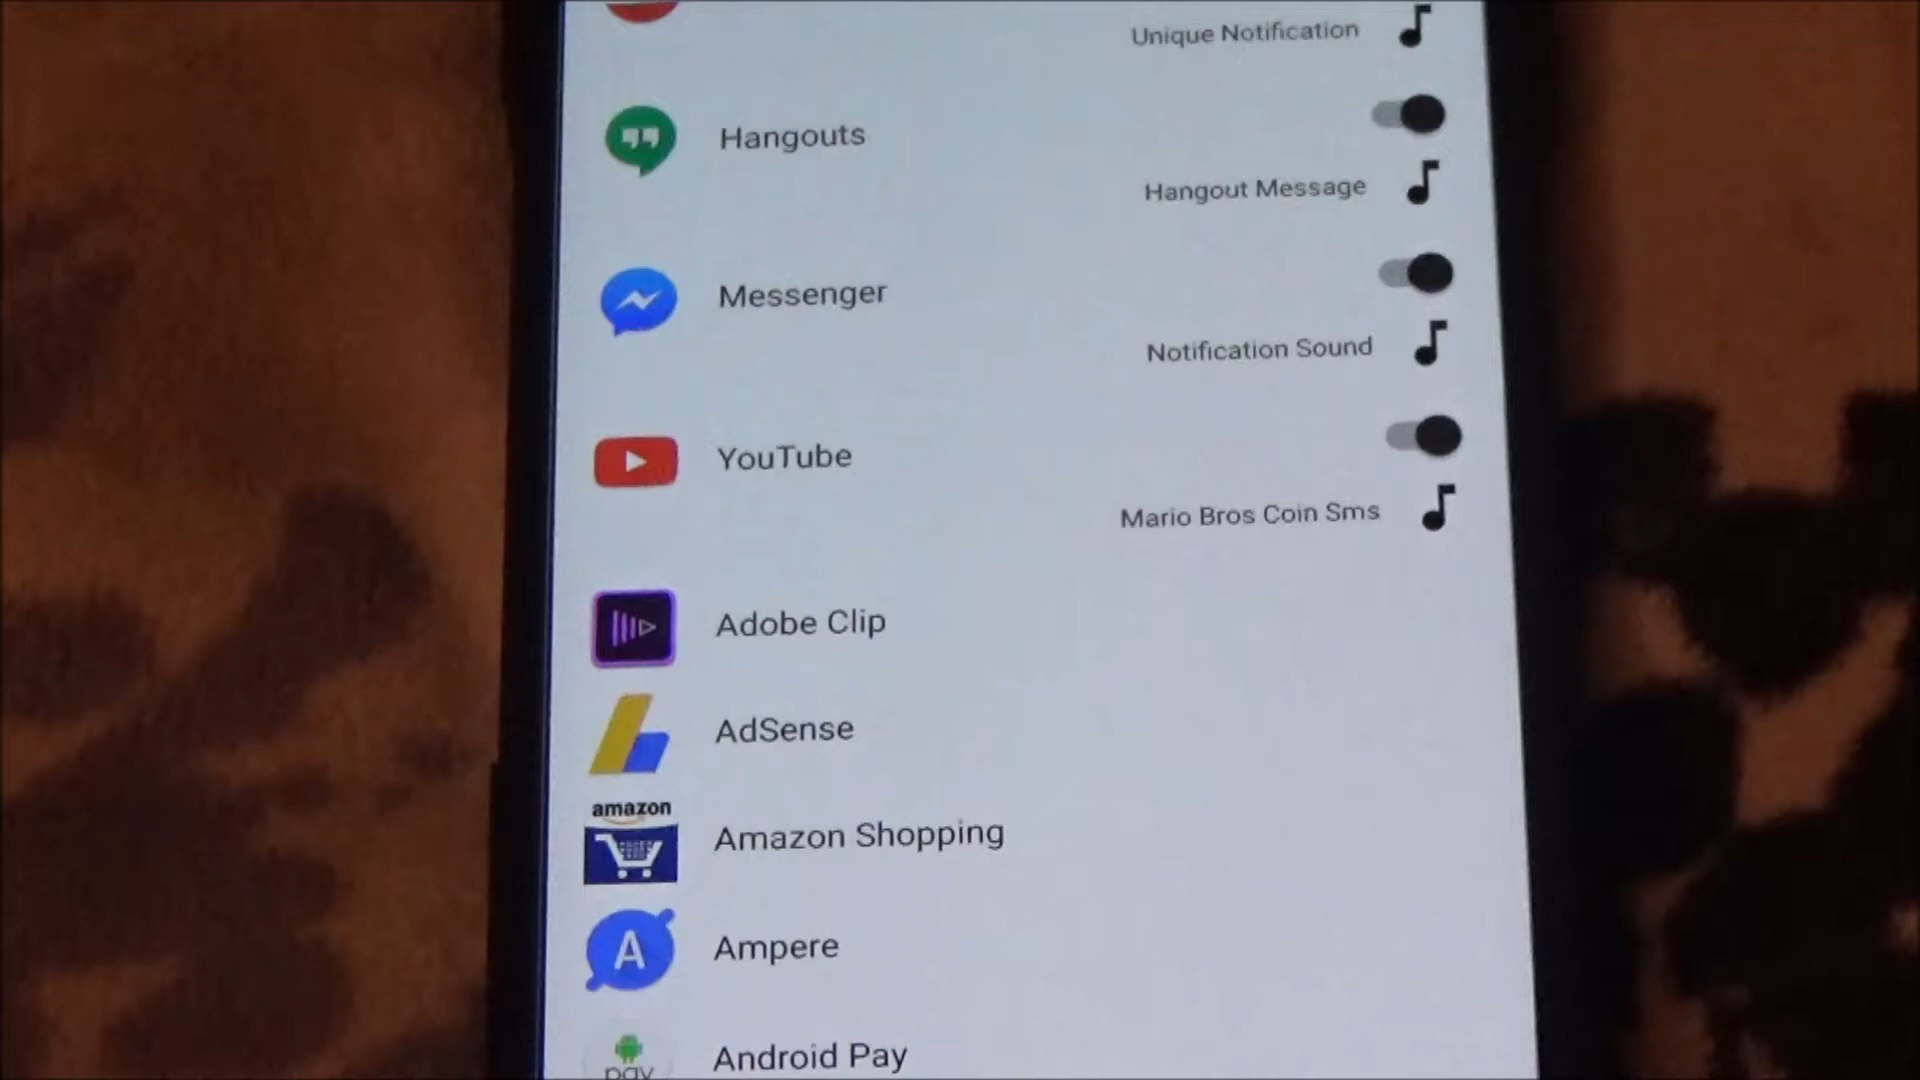 Unique Notification
Hangouts
Hangout Message
Messenger
Notification Sound
YouTube
Mario Bros Coin Sms
Adobe Clip
AdSense
amazon
Amazon Shopping
A
Ampere
Android Pay
pay